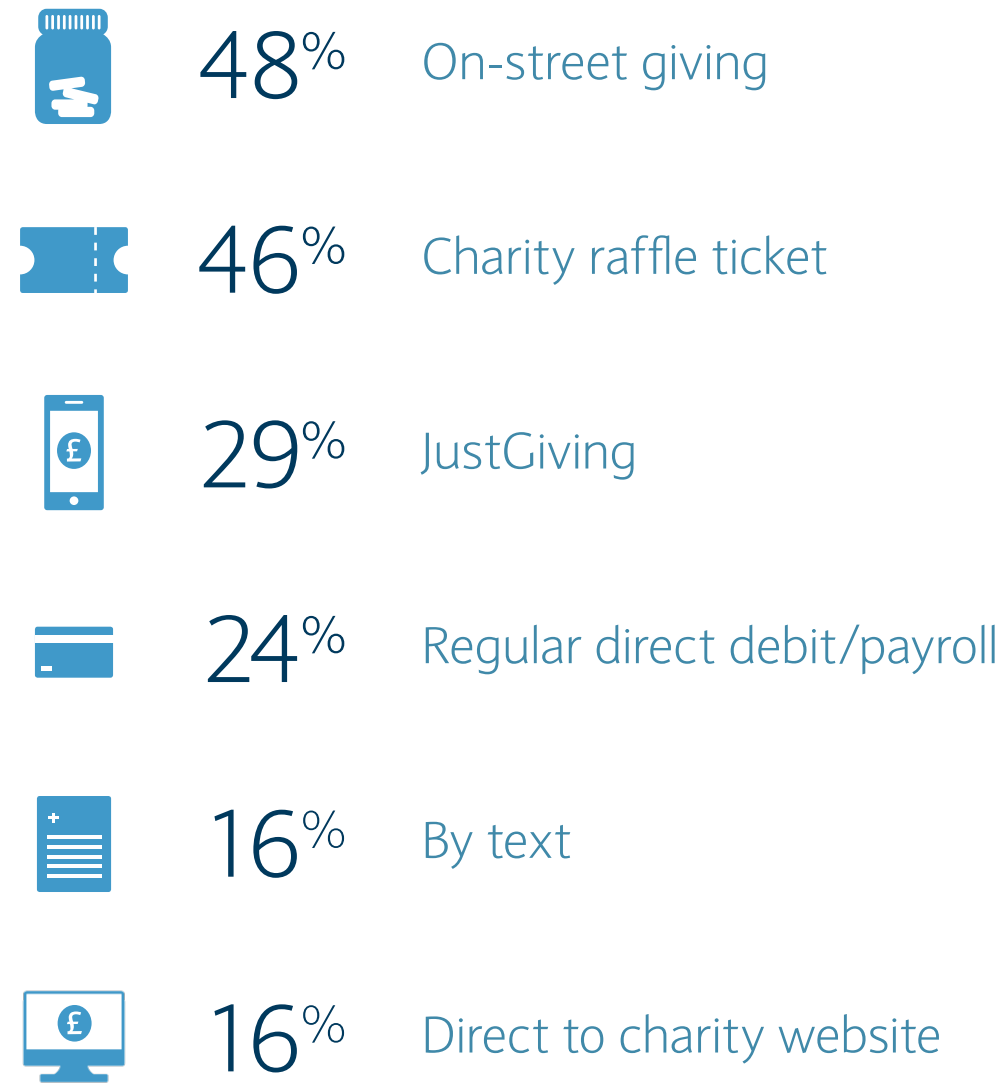 48% On-street giving
46% Charity raffle ticket
£
29% JustGiving
24% Regular direct debit/payroll
16% By text
£
16% Direct to charity website